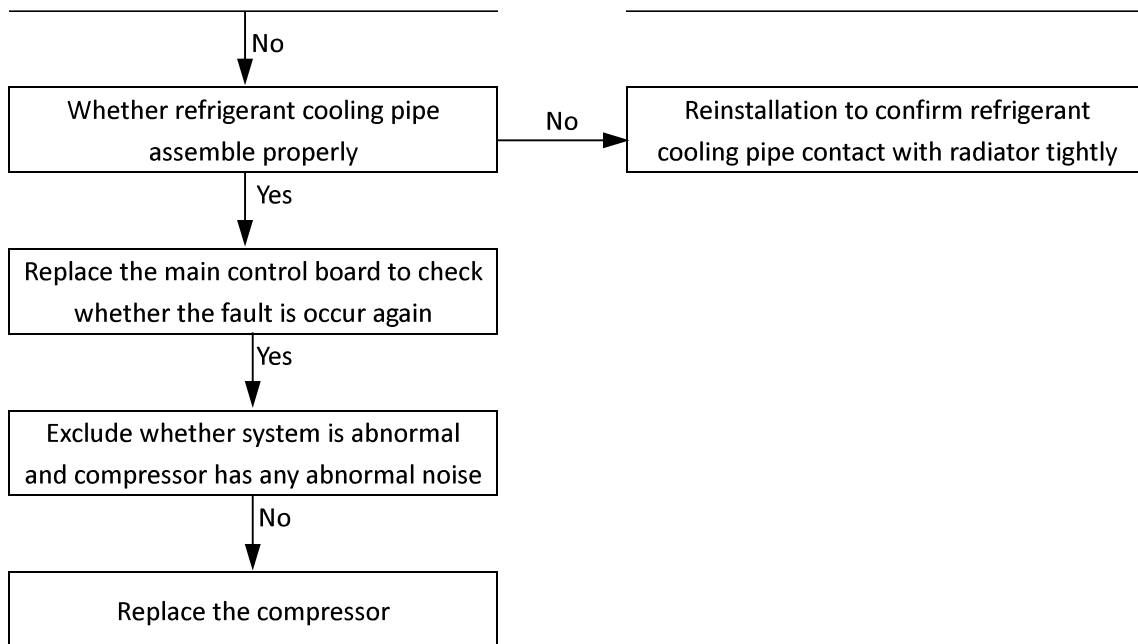 No
Whether refrigerant cooling pipe
assemble properly
No
Reinstallation to confirm refrigerant
cooling pipe contact with radiator tightly
Yes
Replace the main control board to check
whether the fault is occur again
Yes
Exclude whether system is abnormal
and compressor has any abnormal noise
No
Replace the compressor